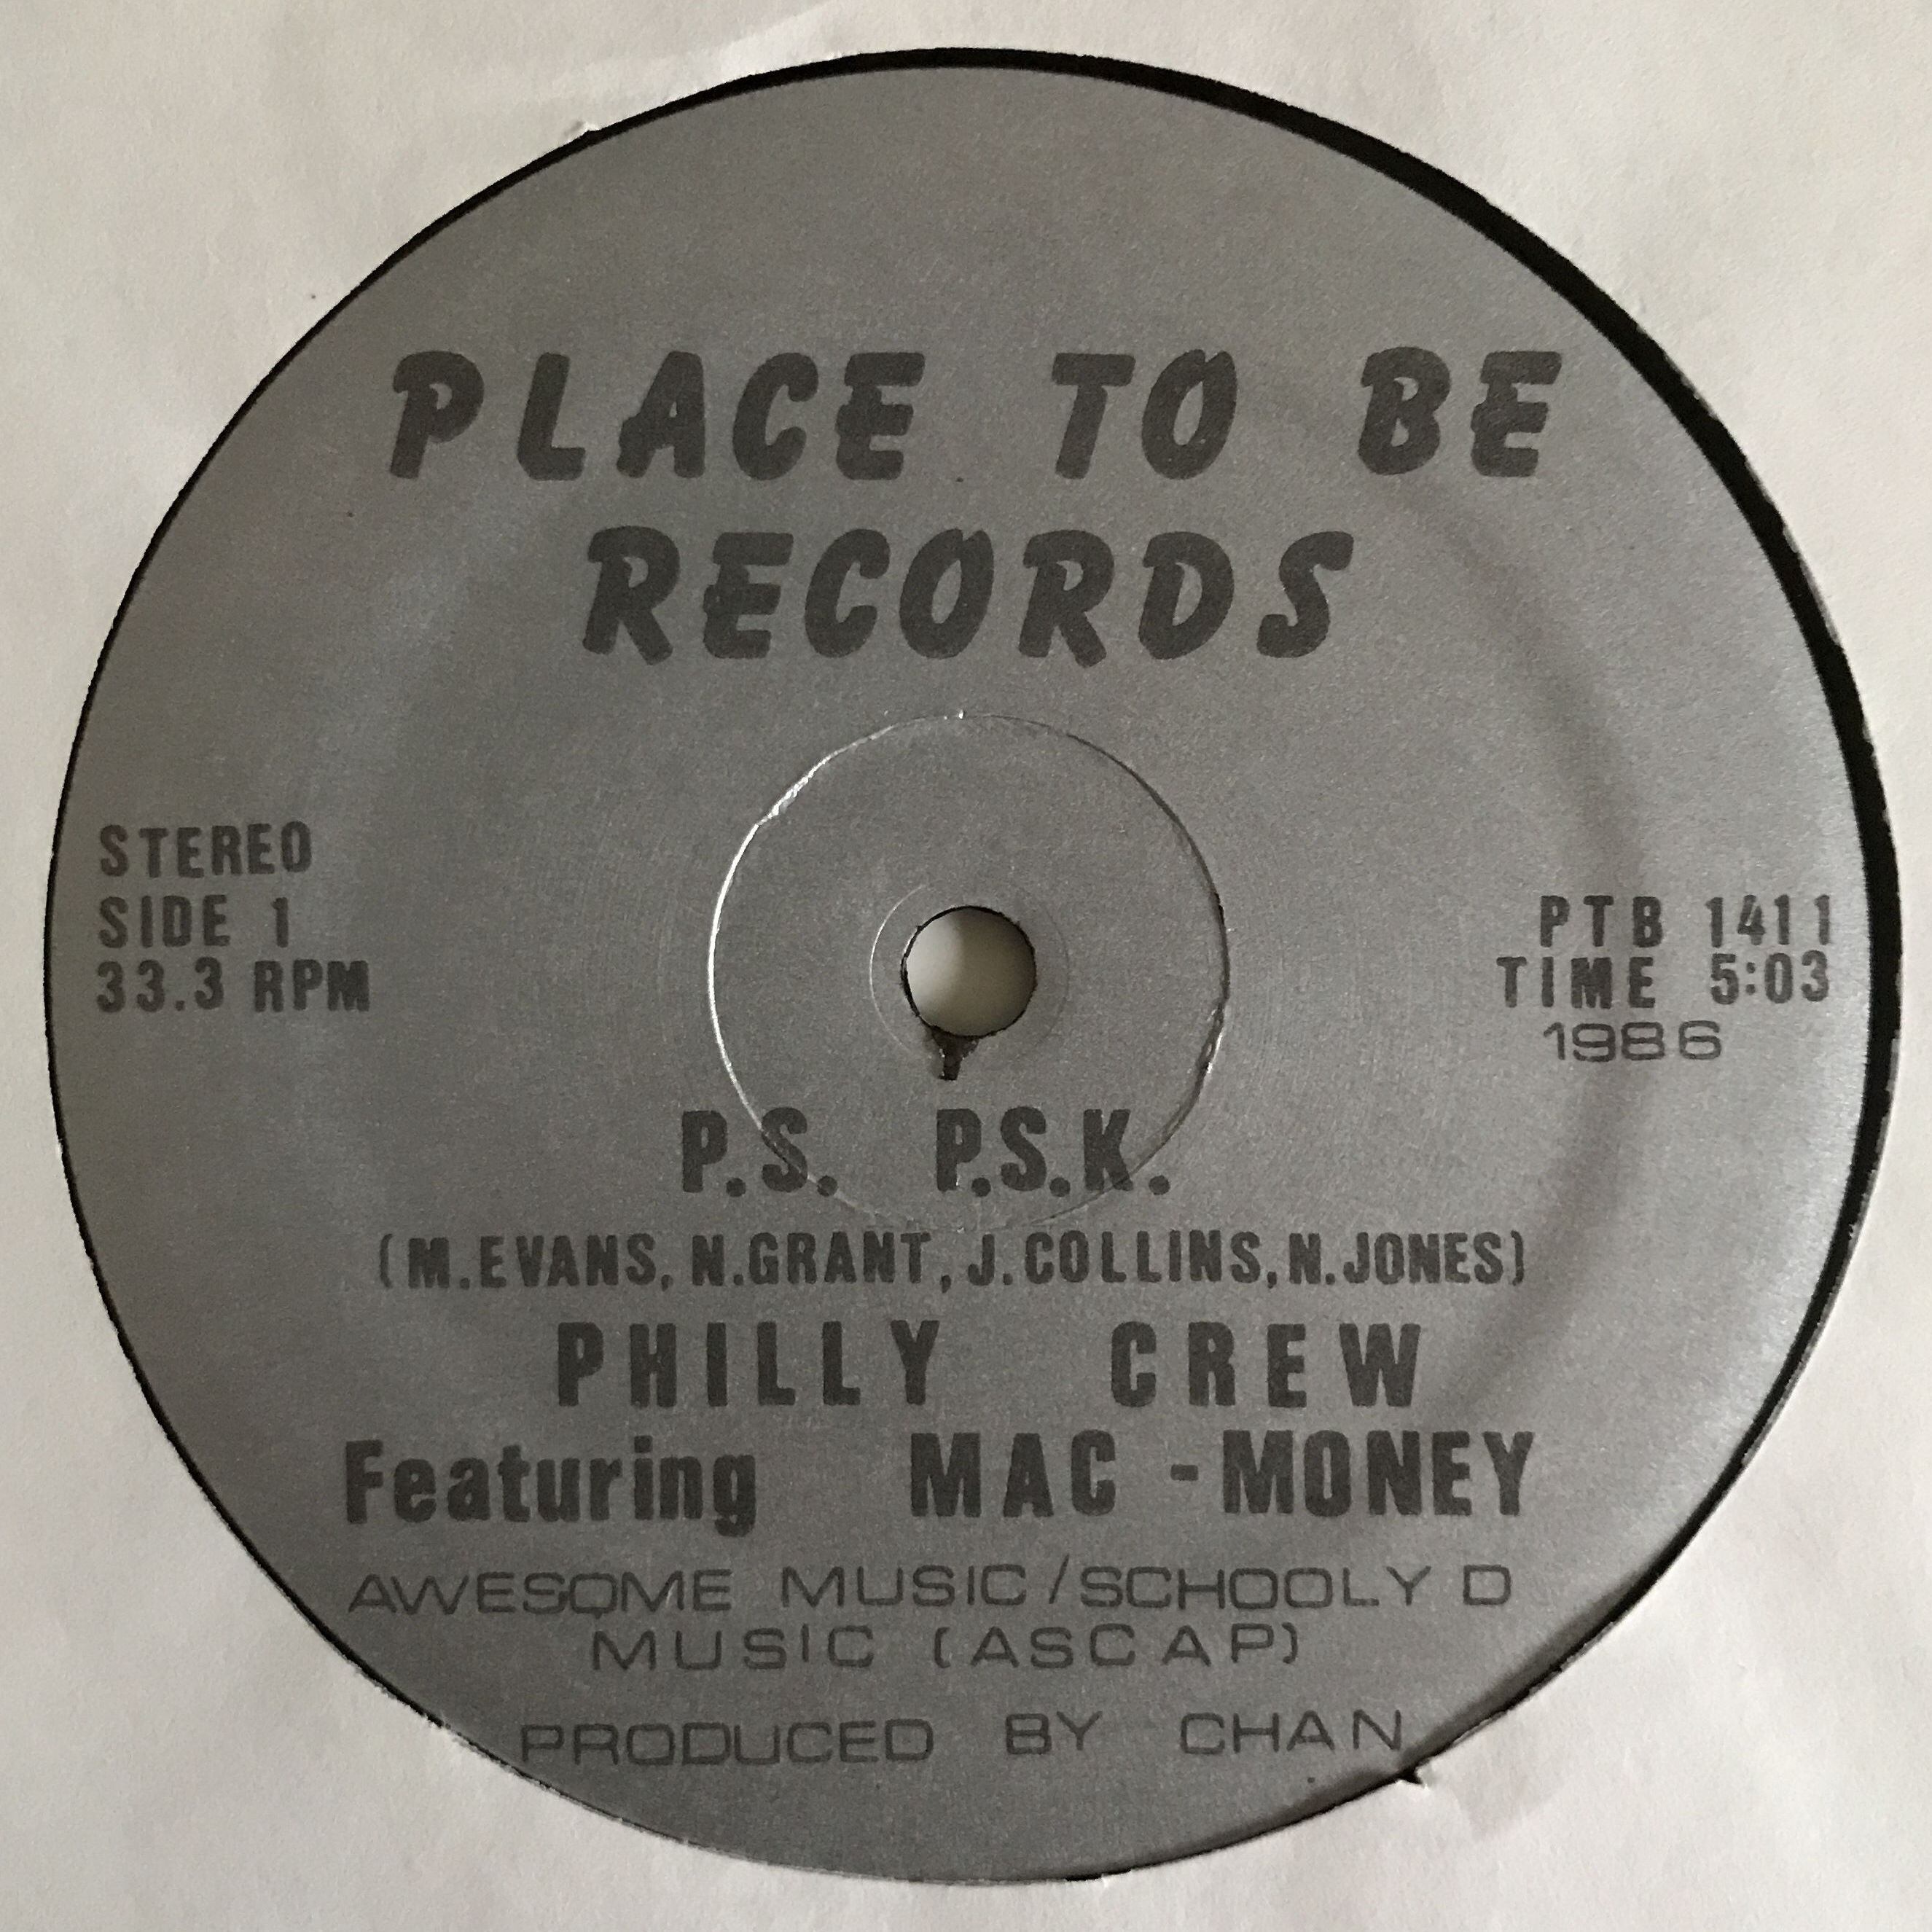 PLACE TO BE
RECORDS
STEREO
SIDE 1
33.3 RPM
PTB 1411
TIME 5:03
1986
P.S. P.S.K.
(M.EVANS, N.GRANT, J.COLLINS, N.JONES)
PHILLY CREW
Featuring MAC - MONEY
AWESOME MUSIC / SCHOOLY D
MUSIC (ASCAP)
PRODUCED BY CHAN